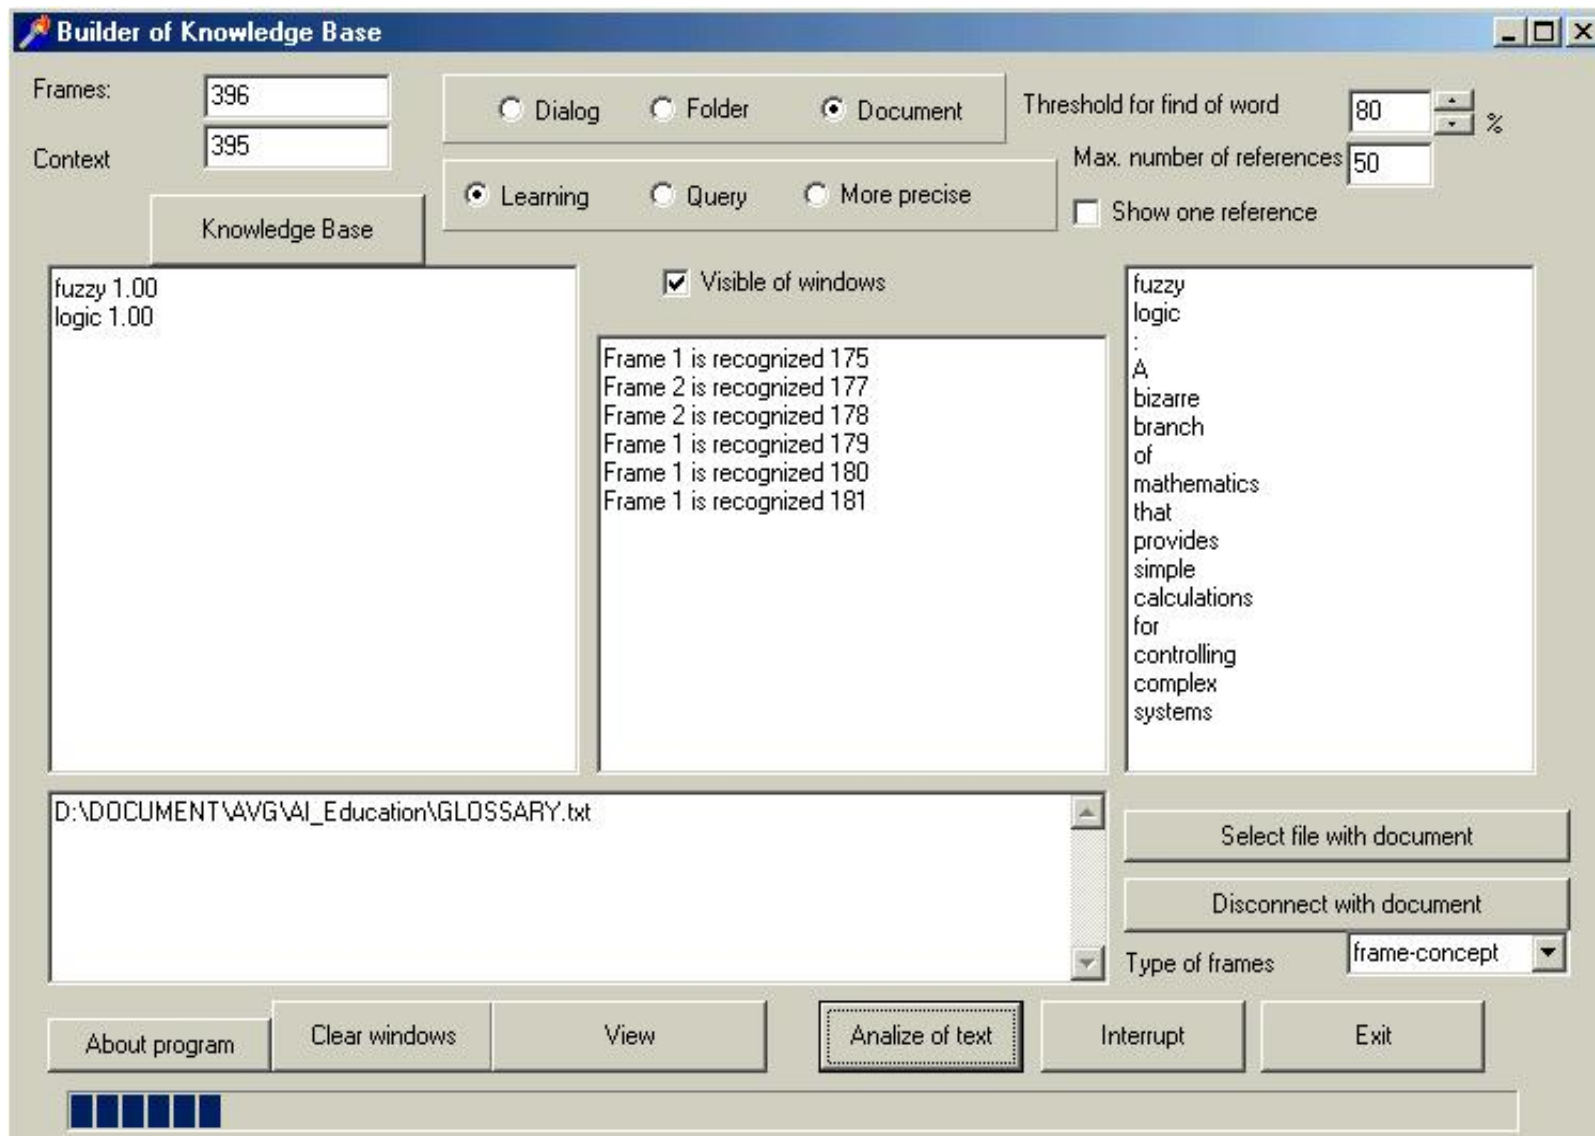 Builder of Knowledge Base
Frames:
396
Context
395
Dialog
Folder
Document
Learning
Query
More precise
Threshold for find of word
80
%
Max. number of references
50
Show one reference
Knowledge Base
fuzzy 1.00
logic 1.00
Visible of windows
Frame 1 is recognized 175
Frame 2 is recognized 177
Frame 2 is recognized 178
Frame 1 is recognized 179
Frame 1 is recognized 180
Frame 1 is recognized 181
fuzzy
logic
:
A
bizarre
branch
of
mathematics
that
provides
simple
calculations
for
controlling
complex
systems
D:\DOCUMENT\AVG\AI_Education\GLOSSARY.txt
Select file with document
Disconnect with document
Type of frames
frame-concept
About program
Clear windows
View
Analize of text
Interrupt
Exit